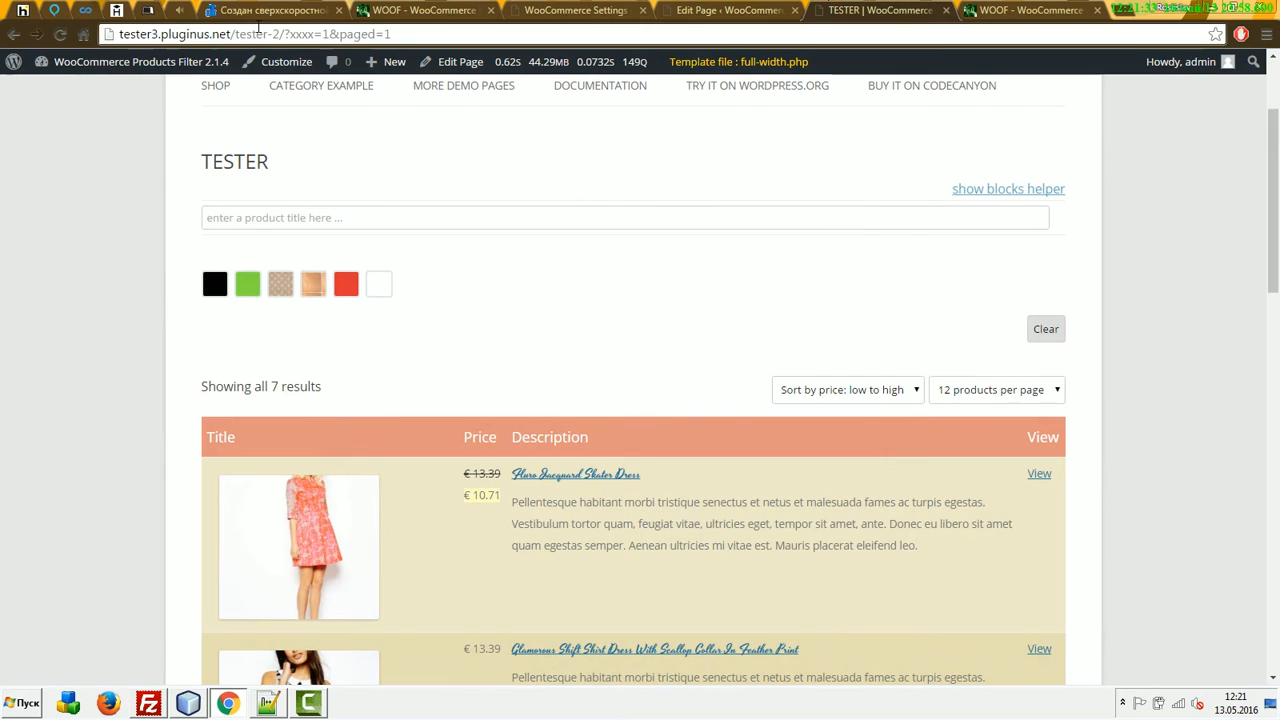 Создан сверхскоростно
WOOF - WooCommerce
WooCommerce Settings
Edit Page ‹ WooComme
TESTER | WooCommerce
WOOF - WooCommerce
tester3.pluginus.net/tester-2/?xxxx=1&paged=1
WooCommerce Products Filter 2.1.4 Customize 0 New Edit Page 0.62S 44.29MB 0.0732S 149Q Template file : full-width.php Howdy, admin
SHOP CATEGORY EXAMPLE MORE DEMO PAGES DOCUMENTATION TRY IT ON WORDPRESS.ORG BUY IT ON CODECANYON
TESTER
show blocks helper
enter a product title here ...
Clear
Showing all 7 results
Sort by price: low to high
12 products per page
Title Price Description View
€ 13.39 Fluro Jacquard Skater Dress View
€ 10.71
Pellentesque habitant morbi tristique senectus et netus et malesuada fames ac turpis egestas.
Vestibulum tortor quam, feugiat vitae, ultricies eget, tempor sit amet, ante. Donec eu libero sit amet
quam egestas semper. Aenean ultricies mi vitae est. Mauris placerat eleifend leo.
€ 13.39 Glamorous Shift Shirt Dress With Scallop Collar In Feather Print View
Pellentesque habitant morbi tristique senectus et netus et malesuada fames ac turpis egestas.
Пуск
12:21
13.05.2016